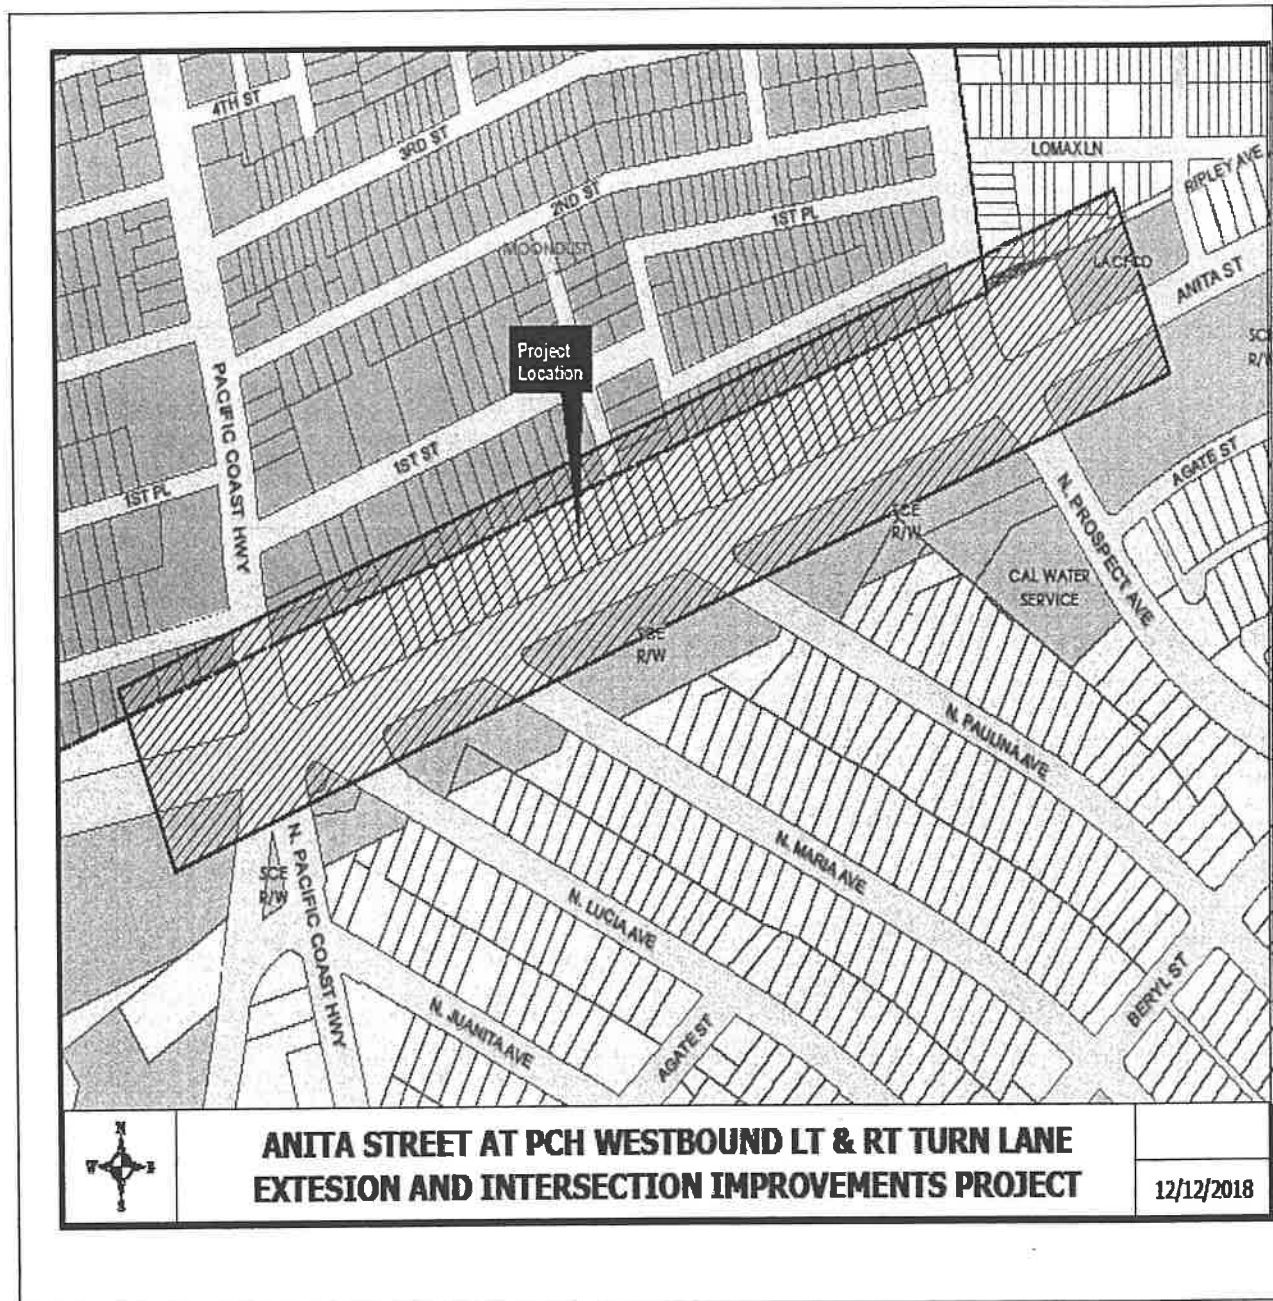 4TH ST
3RD ST
2ND ST
MOONDUST
1ST PL
LOMAX LN
RIPLEY AVE
LACFCD
ANITA ST
SCE
R/W
Project
Location
PACIFIC COAST HWY
1ST ST
1ST PL
AGATE ST
SCE
R/W
N. PROSPECT AVE
CAL WATER
SERVICE
SCE
R/W
N. PAULINA AVE
N. MARIA AVE
N. LUCIA AVE
SCE
R/W
N. PACIFIC COAST HWY
N. JUANITA AVE
AGATE ST
BERYL ST
N
W
E
S
ANITA STREET AT PCH WESTBOUND LT & RT TURN LANE
EXTESION AND INTERSECTION IMPROVEMENTS PROJECT
12/12/2018